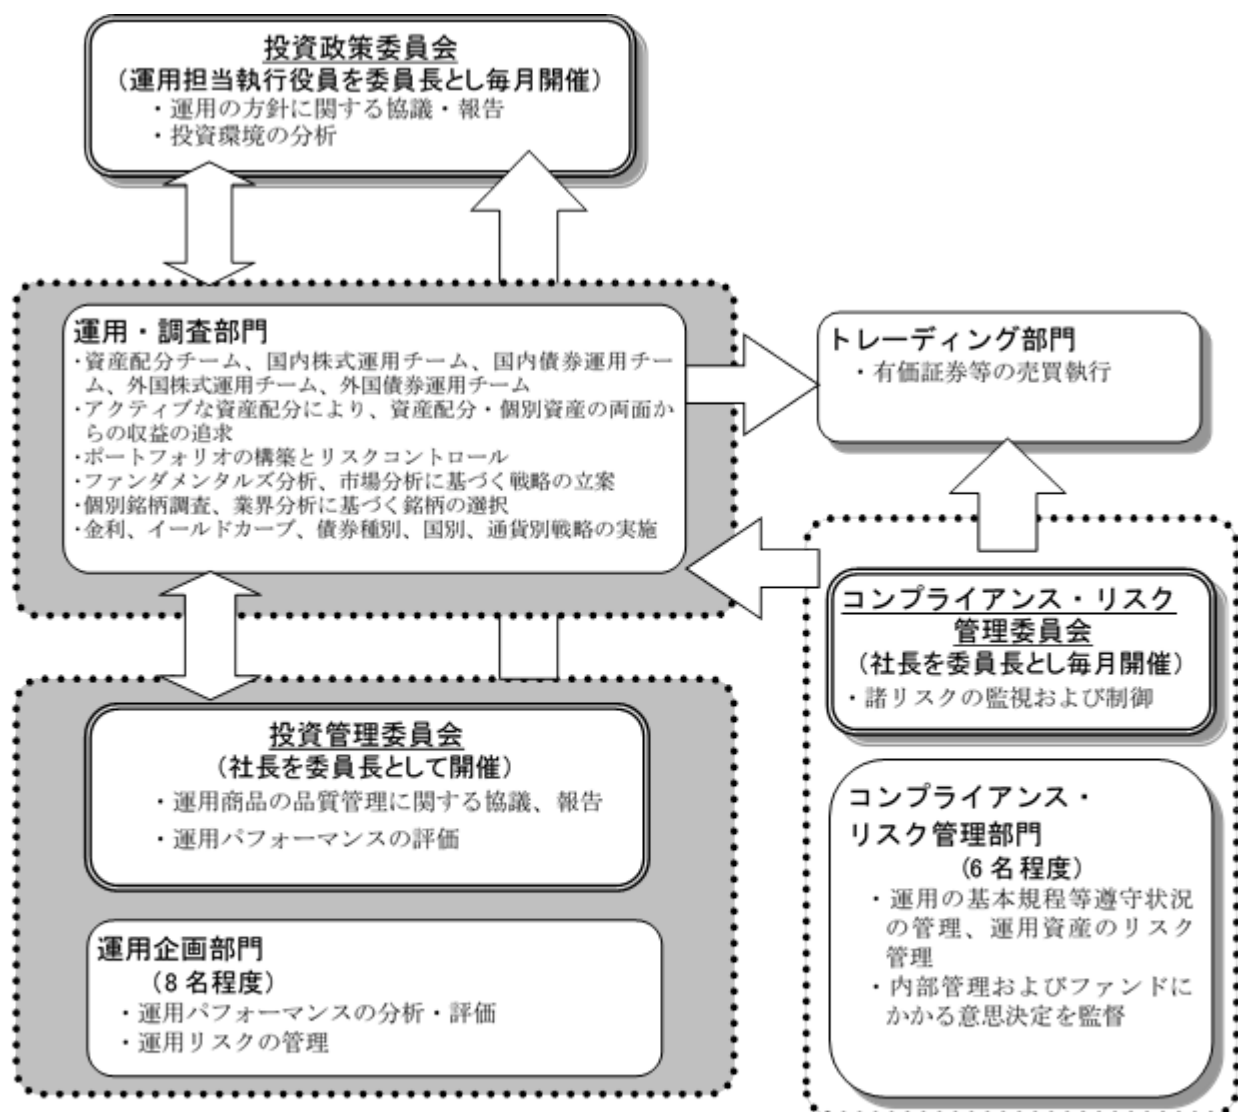 投資政策委員会
（運用担当執行役員を委員長とし毎月開催）
・運用の方針に関する協議・報告
・投資環境の分析
運用・調査部門
・資産配分チーム、国内株式運用チーム、国内債券運用チー
ム、外国株式運用チーム、外国債券運用チーム
・アクティブな資産配分により、資産配分・個別資産の両面か
らの収益の追求
・ポートフォリオの構築とリスクコントロール
・ファンダメンタルズ分析、市場分析に基づく戦略の立案
・個別銘柄調査、業界分析に基づく銘柄の選択
・金利、イールドカーブ、債券種別、国別、通貨別戦略の実施
トレーディング部門
・有価証券等の売買執行
コンプライアンス・リスク
管理委員会
（社長を委員長とし毎月開催）
・諸リスクの監視および制御
コンプライアンス・
リスク管理部門
（6 名程度）
・運用の基本規程等遵守状況
の管理、運用資産のリスク
管理
・内部管理およびファンドに
かかる意思決定を監督
投資管理委員会
（社長を委員長として開催）
・運用商品の品質管理に関する協議、報告
・運用パフォーマンスの評価
運用企画部門
（8 名程度）
・運用パフォーマンスの分析・評価
・運用リスクの管理